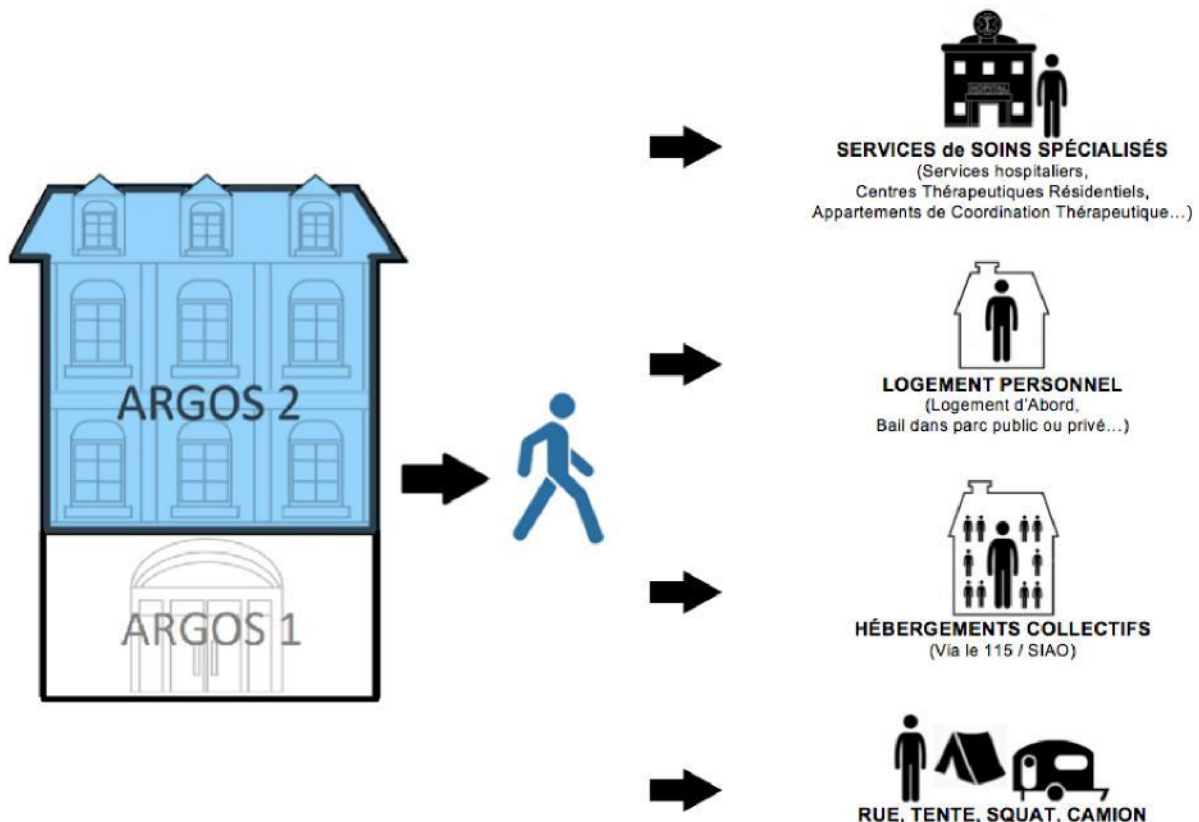 ARGOS 2
ARGOS 1
HOPITAL
SERVICES de SOINS SPÉCIALISÉS
(Services hospitaliers,
Centres Thérapeutiques Résidentiels,
Appartements de Coordination Thérapeutique...)
LOGEMENT PERSONNEL
(Logement d'Abord,
Bail dans parc public ou privé...)
HÉBERGEMENTS COLLECTIFS
(Via le 115 / SIAO)
RUE, TENTE, SQUAT, CAMION